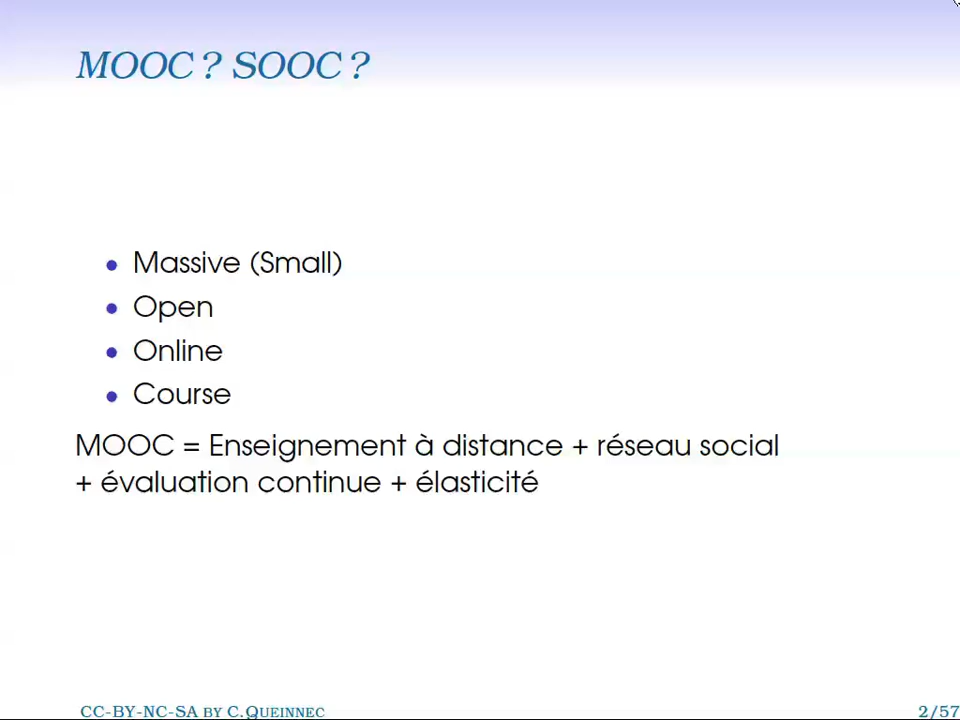 MOOC ? SOOC ?
• Massive (Small)
• Open
• Online
• Course
MOOC = Enseignement à distance + réseau social
+ évaluation continue + élasticité
CC-BY-NC-SA BY C.QUEINNEC 2/57